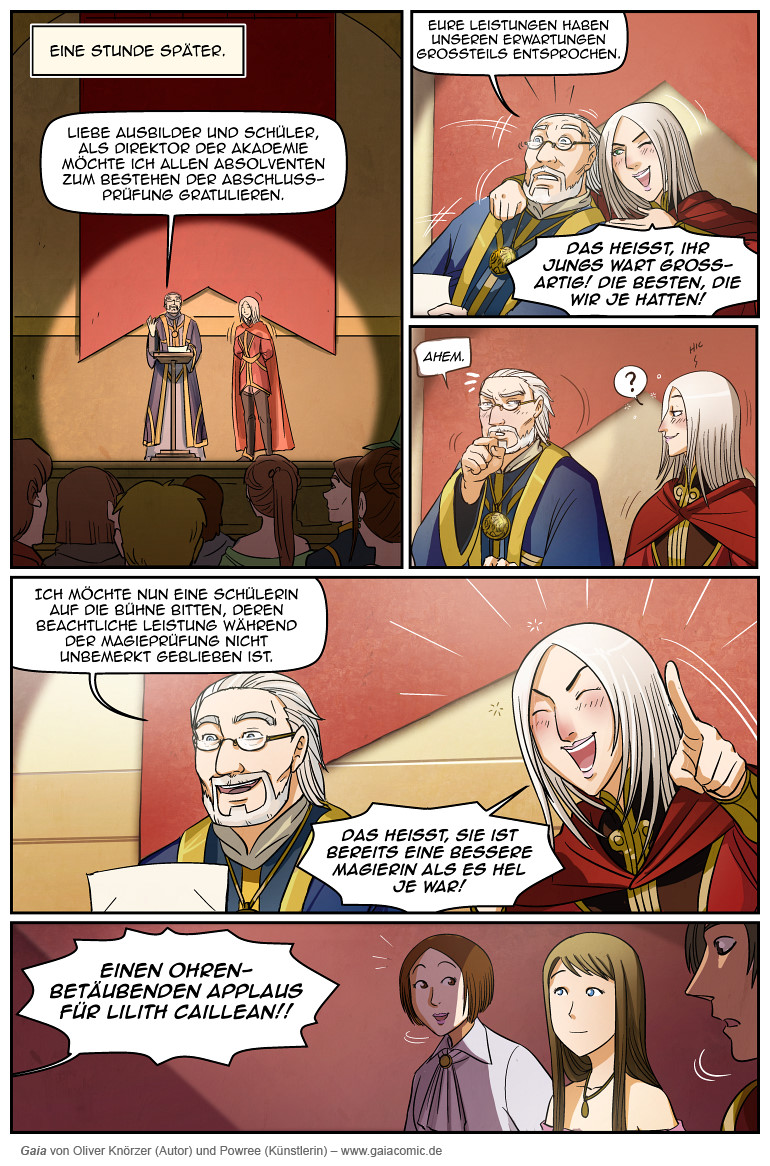 EINE STUNDE SPÄTER.
LIEBE AUSBILDER UND SCHÜLER,
ALS DIREKTOR DER AKADEMIE
MÖCHTE ICH ALLEN ABSOLVENTEN
ZUM BESTEHEN DER ABSCHLUSS-
PRÜFUNG GRATULIEREN.
EURE LEISTUNGEN HABEN
UNSEREN ERWARTUNGEN
GROSSTEILS ENTSPROCHEN.
DAS HEISST, IHR
JUNGS WART GROSS-
ARTIG! DIE BESTEN, DIE
WIR JE HATTEN!
AHEM.
?
HIC
ICH MÖCHTE NUN EINE SCHÜLERIN
AUF DIE BÜHNE BITTEN, DEREN
BEACHTLICHE LEISTUNG WÄHREND
DER MAGIEPRÜFUNG NICHT
UNBEMERKT GEBLIEBEN IST.
DAS HEISST, SIE IST
BEREITS EINE BESSERE
MAGIERIN ALS ES HEL
JE WAR!
EINEN OHREN-
BETÄUBENDEN APPLAUS
FÜR LILITH CAILLEAN!!
Gaia von Oliver Knörzer (Autor) und Powree (Künstlerin) – www.gaiacomic.de